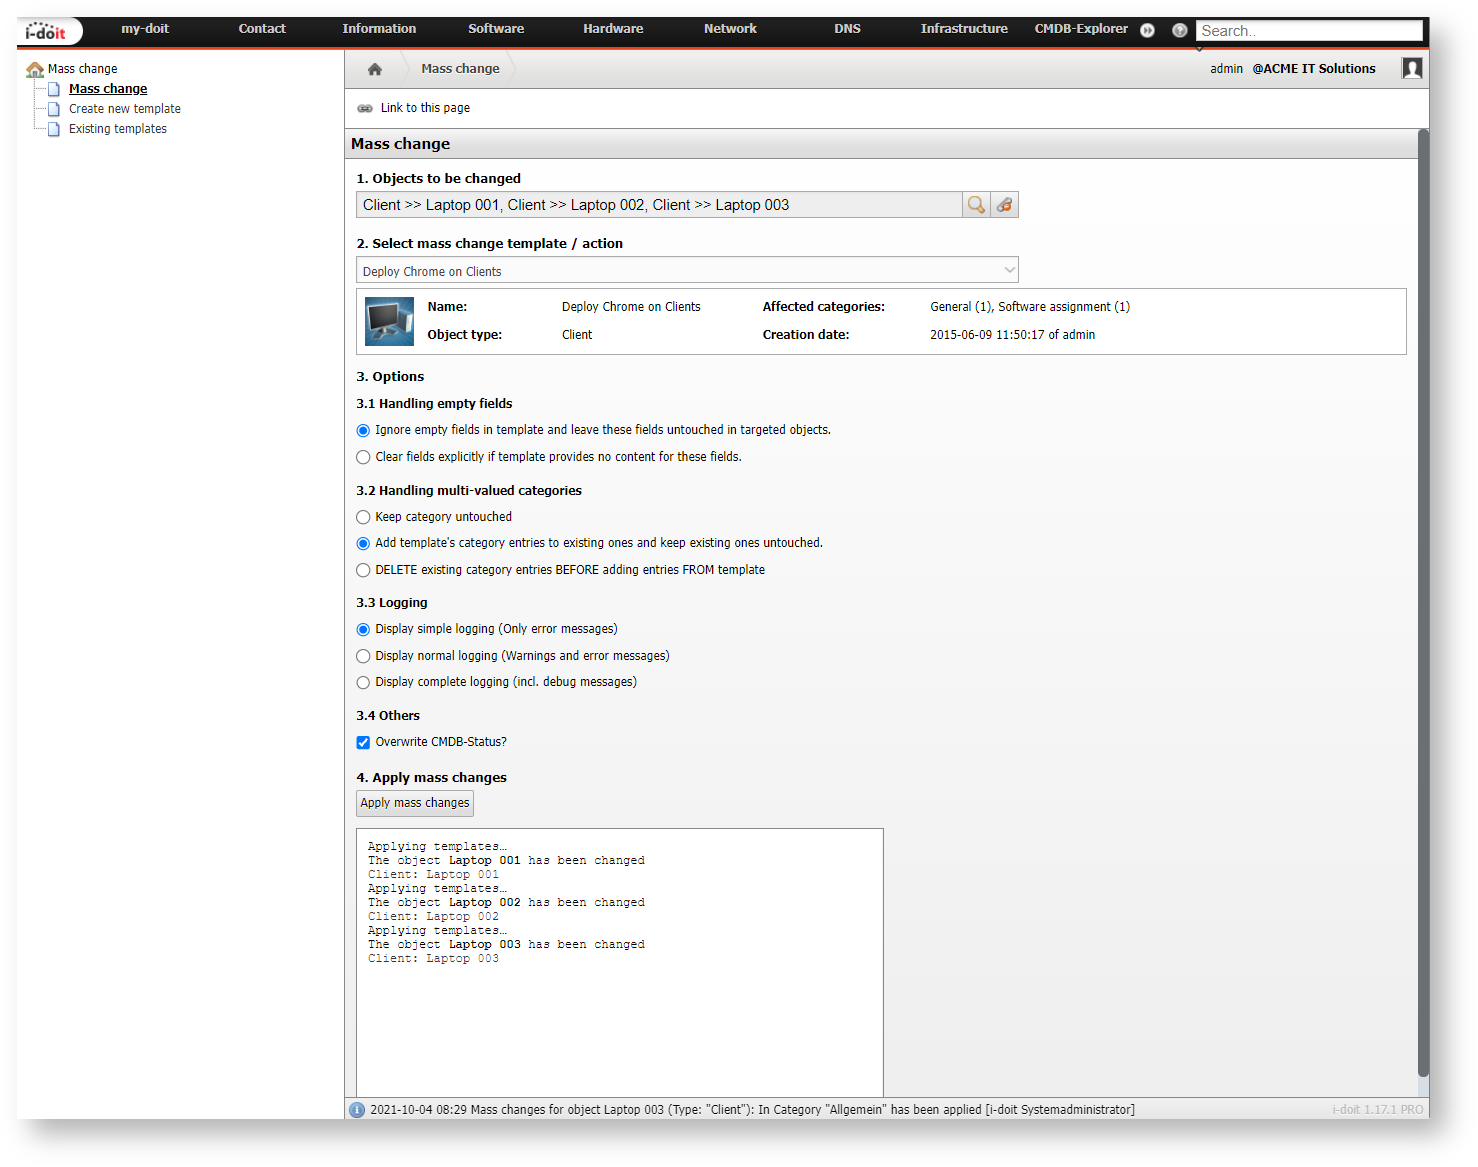 i-doit my-doit Contact Information Software Hardware Network DNS Infrastructure CMDB-Explorer Search..
Mass change
Mass change
Create new template
Existing templates
Mass change
admin @ACME IT Solutions
Link to this page
Mass change
1. Objects to be changed
Client >> Laptop 001, Client >> Laptop 002, Client >> Laptop 003
2. Select mass change template / action
Deploy Chrome on Clients
Name: Deploy Chrome on Clients Affected categories: General (1), Software assignment (1)
Object type: Client Creation date: 2015-06-09 11:50:17 of admin
3. Options
3.1 Handling empty fields
Ignore empty fields in template and leave these fields untouched in targeted objects.
Clear fields explicitly if template provides no content for these fields.
3.2 Handling multi-valued categories
Keep category untouched
Add template's category entries to existing ones and keep existing ones untouched.
DELETE existing category entries BEFORE adding entries FROM template
3.3 Logging
Display simple logging (Only error messages)
Display normal logging (Warnings and error messages)
Display complete logging (incl. debug messages)
3.4 Others
Overwrite CMDB-Status?
4. Apply mass changes
Apply mass changes
Applying templates…
The object Laptop 001 has been changed
Client: Laptop 001
Applying templates…
The object Laptop 002 has been changed
Client: Laptop 002
Applying templates…
The object Laptop 003 has been changed
Client: Laptop 003
2021-10-04 08:29 Mass changes for object Laptop 003 (Type: "Client"): In Category "Allgemein" has been applied [i-doit Systemadministrator]
i-doit 1.17.1 PRO